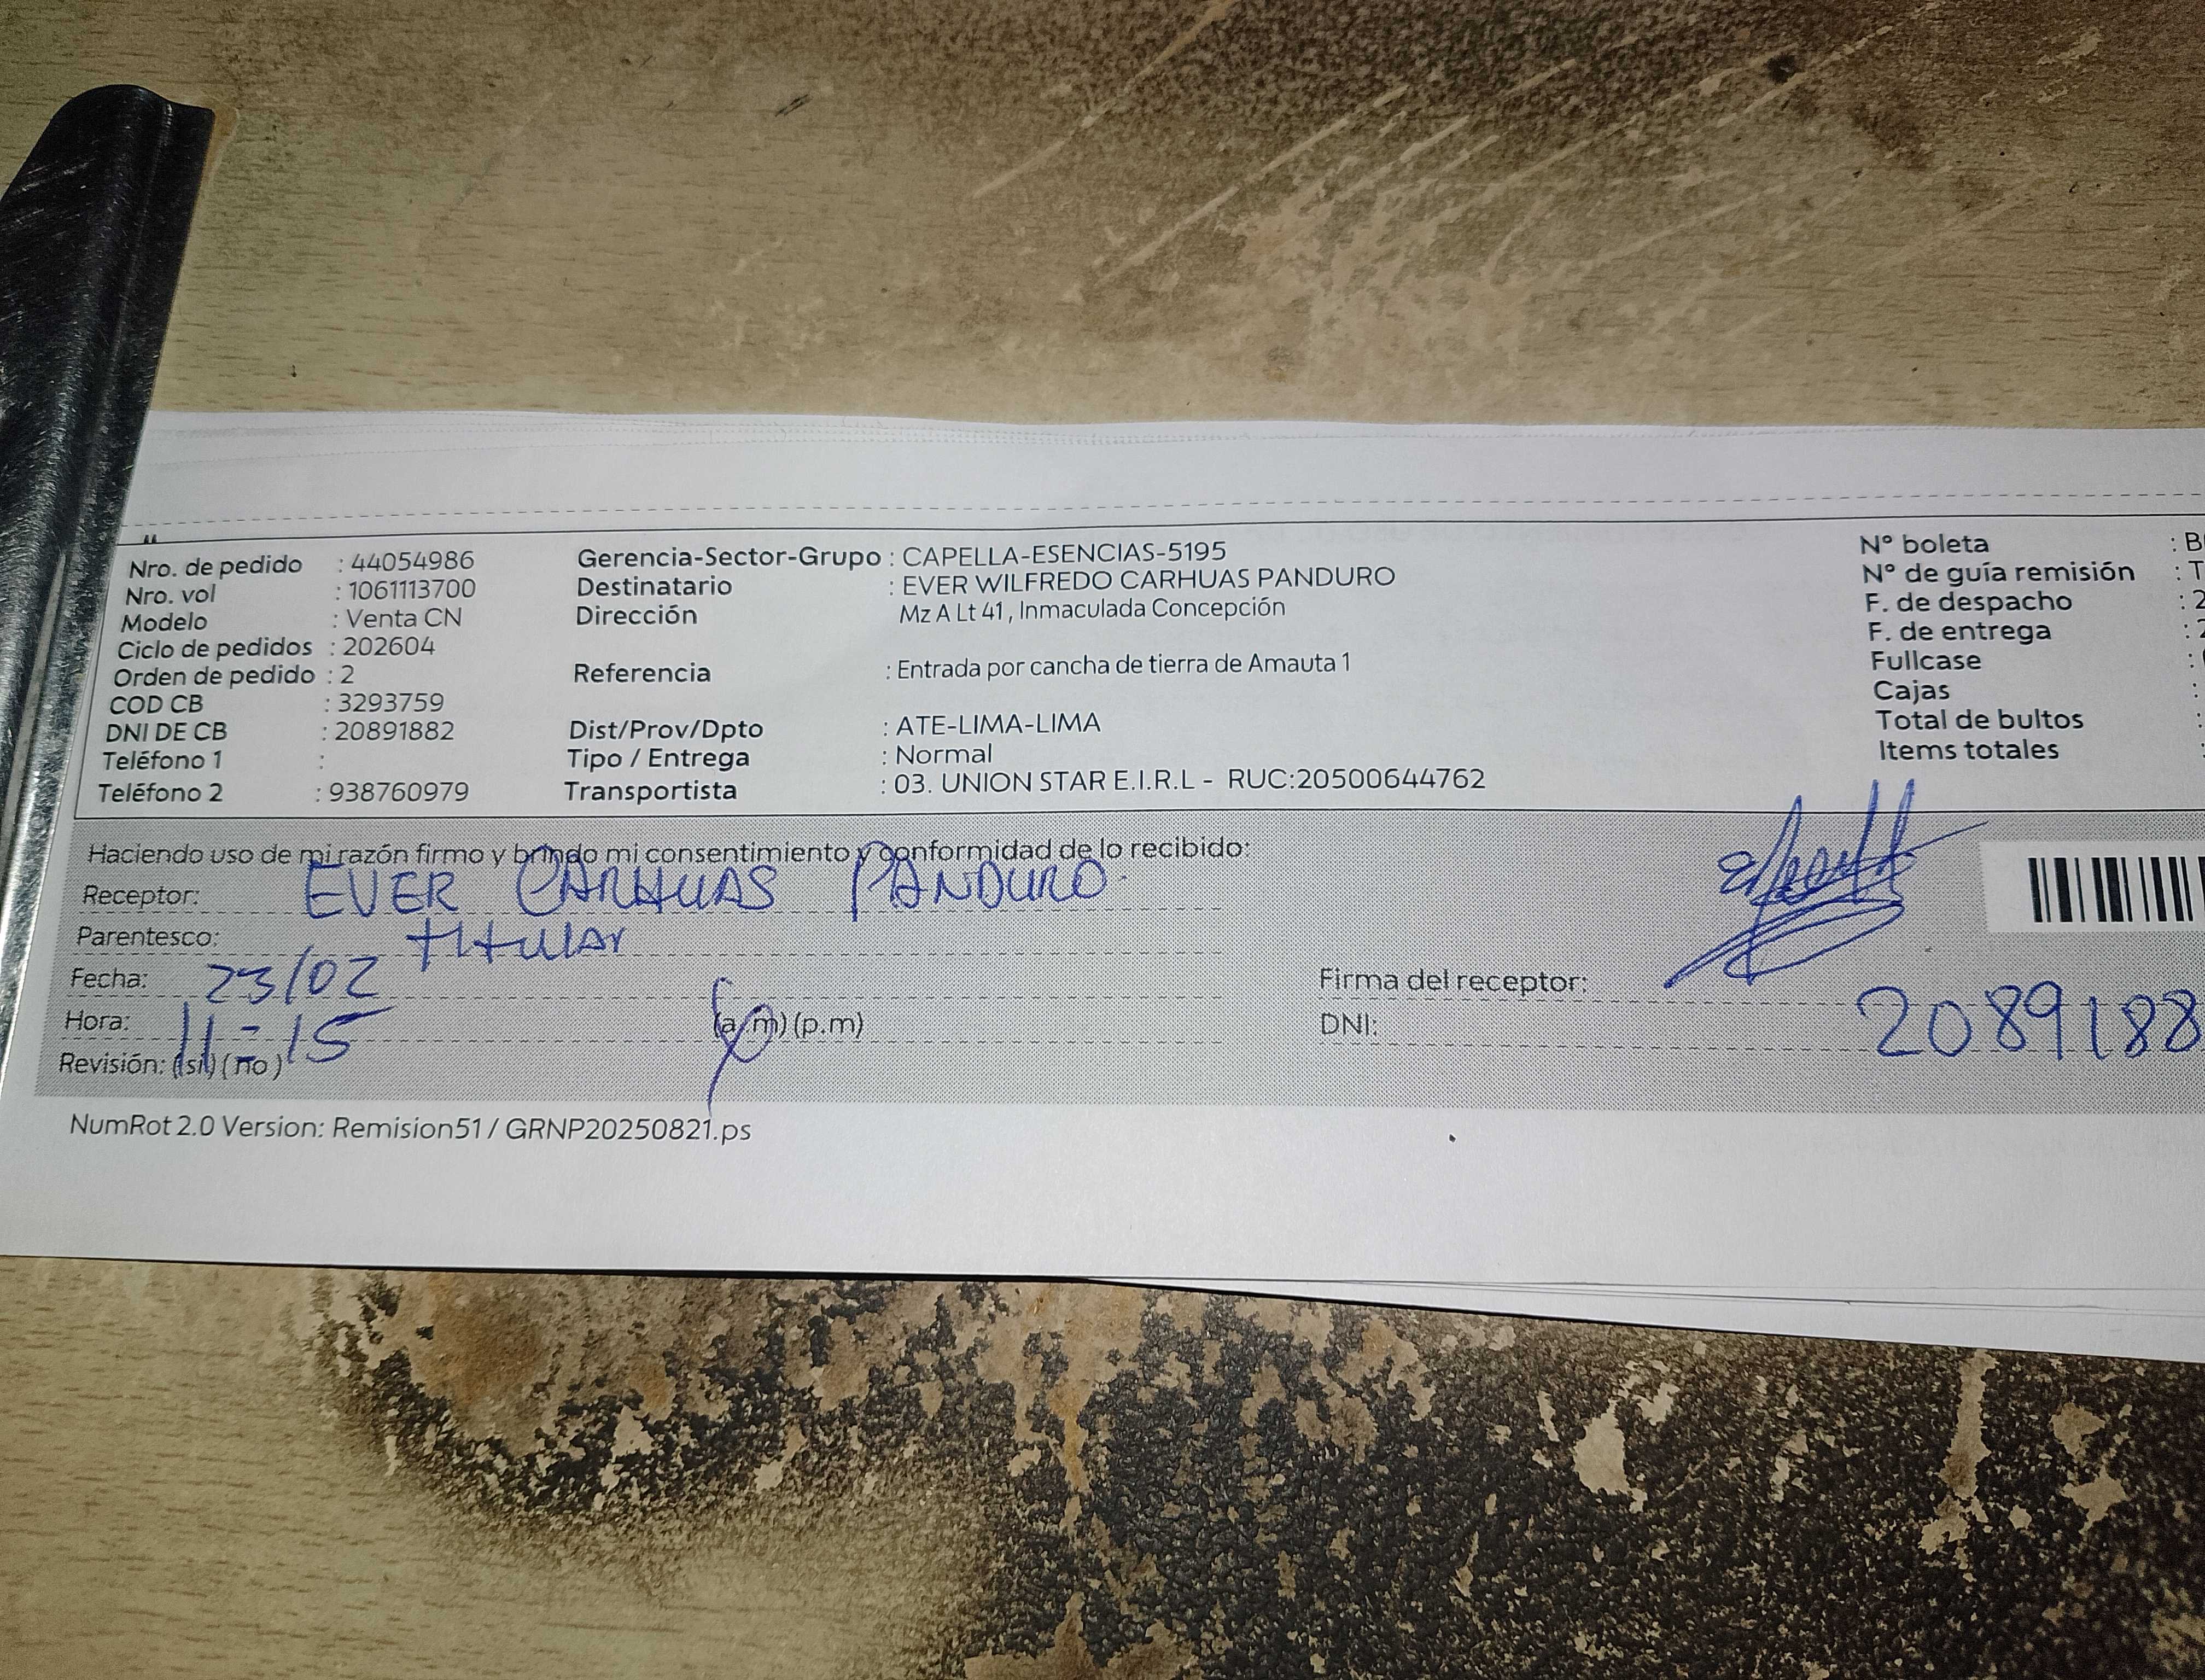 Nro. de pedido : 44054986 Gerencia-Sector-Grupo : CAPELLA-ESENCIAS-5195 N° boleta : B
Nro. vol : 1061113700 Destinatario : EVER WILFREDO CARHUAS PANDURO N° de guía remisión : T
Modelo : Venta CN Dirección Mz A Lt 41 , Inmaculada Concepción F. de despacho : 2
Ciclo de pedidos : 202604 F. de entrega : 2
Orden de pedido : 2 Referencia : Entrada por cancha de tierra de Amauta 1 Fullcase :
COD CB : 3293759 Cajas :
DNI DE CB : 20891882 Dist/Prov/Dpto : ATE-LIMA-LIMA Total de bultos :
Teléfono 1 : Tipo / Entrega : Normal Items totales :
Teléfono 2 : 938760979 Transportista : 03. UNION STAR E.I.R.L - RUC:20500644762
Haciendo uso de mi razón firmo y brindo mi consentimiento y conformidad de lo recibido:
Receptor: EVER CARHUAS PANDURO.
Parentesco: titular
Fecha: 23/02 Firma del receptor:
Hora: 11-15 (a.m) (p.m) DNI: 2089188
Revisión: (si) (no)
NumRot 2.0 Version: Remision51 / GRNP20250821.ps